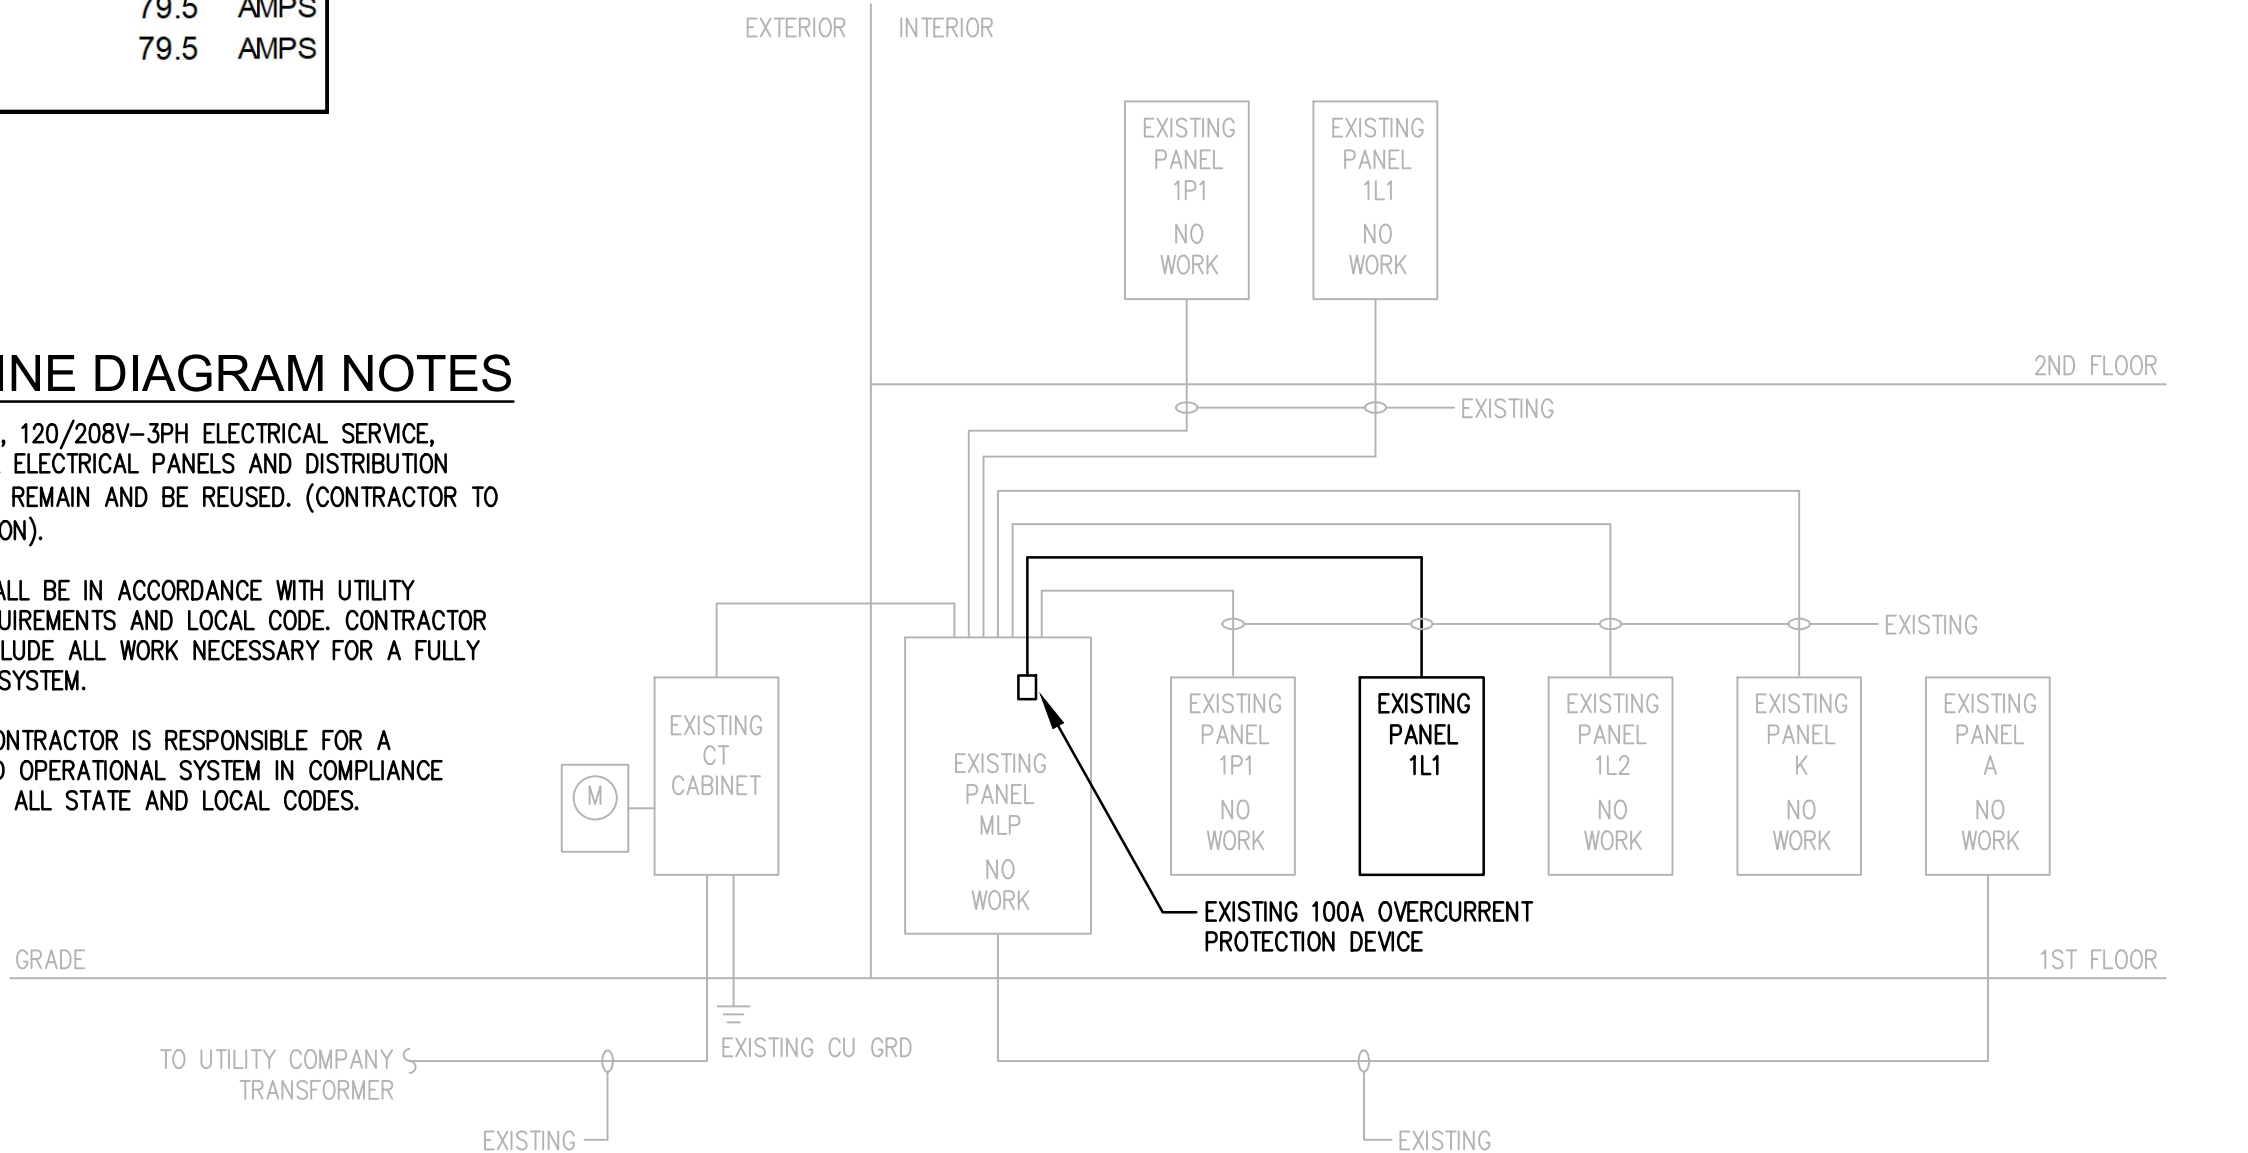 79.5 AMPS
79.5 AMPS
EXTERIOR
INTERIOR
EXISTING
PANEL
1P1
NO
WORK
EXISTING
PANEL
1L1
NO
WORK
2ND FLOOR
EXISTING
INE DIAGRAM NOTES
, 120/208V-3PH ELECTRICAL SERVICE,
ELECTRICAL PANELS AND DISTRIBUTION
REMAIN AND BE REUSED. (CONTRACTOR TO
ON).
ALL BE IN ACCORDANCE WITH UTILITY
UIREMENTS AND LOCAL CODE. CONTRACTOR
LUDE ALL WORK NECESSARY FOR A FULLY
SYSTEM.
ONTRACTOR IS RESPONSIBLE FOR A
D OPERATIONAL SYSTEM IN COMPLIANCE
ALL STATE AND LOCAL CODES.
M
EXISTING
CT
CABINET
EXISTING
PANEL
MLP
NO
WORK
EXISTING
EXISTING
PANEL
1P1
NO
WORK
EXISTING
PANEL
1L1
EXISTING
PANEL
1L2
NO
WORK
EXISTING
PANEL
K
NO
WORK
EXISTING
PANEL
A
NO
WORK
EXISTING 100A OVERCURRENT
PROTECTION DEVICE
GRADE
1ST FLOOR
EXISTING CU GRD
TO UTILITY COMPANY
TRANSFORMER
EXISTING
EXISTING